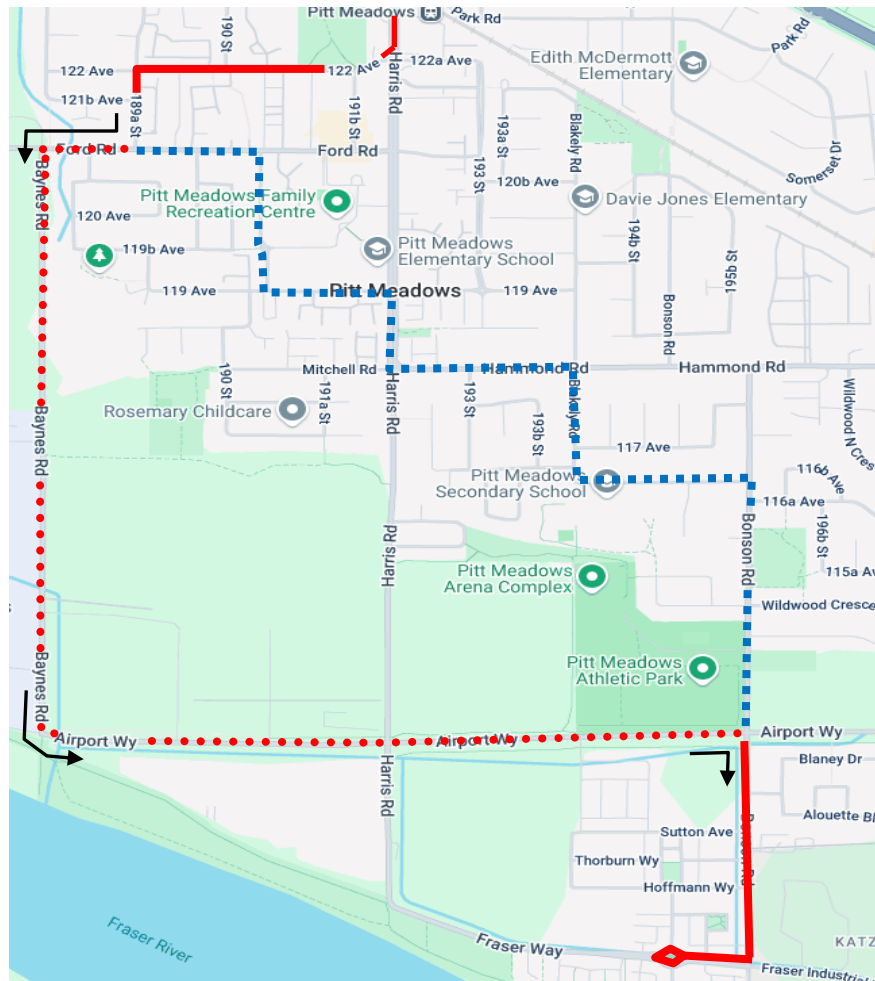 Pitt Meadows
Park Rd
Park Rd
190 St
122 Ave
122 Ave
122a Ave
Edith McDermott
Elementary
Harris Rd
121b Ave
189a St
191b St
193a St
Blakely Rd
Ford Rd
Ford Rd
193 St
120b Ave
Somerset Dr
Baynes Rd
Pitt Meadows Family
Recreation Centre
Davie Jones Elementary
120 Ave
119b Ave
Pitt Meadows
Elementary School
194b St
195b St
119 Ave
Pitt Meadows
119 Ave
Bonson Rd
Mitchell Rd
Hammond Rd
Hammond Rd
190 St
191a St
Harris Rd
193 St
Blakely Rd
Rosemary Childcare
193b St
Wildwood N Cres
Baynes Rd
117 Ave
Pitt Meadows
Secondary School
116b Ave
116a Ave
196b St
Harris Rd
Bonson Rd
Pitt Meadows
Arena Complex
115a Av
Wildwood Cresce
Pitt Meadows
Athletic Park
Baynes Rd
Airport Wy
Airport Wy
Airport Wy
Harris Rd
Blaney Dr
Alouette Bl
Sutton Ave
Bonson Rd
Thorburn Wy
Hoffmann Wy
Fraser River
Fraser Way
KATZ
Fraser Industrial